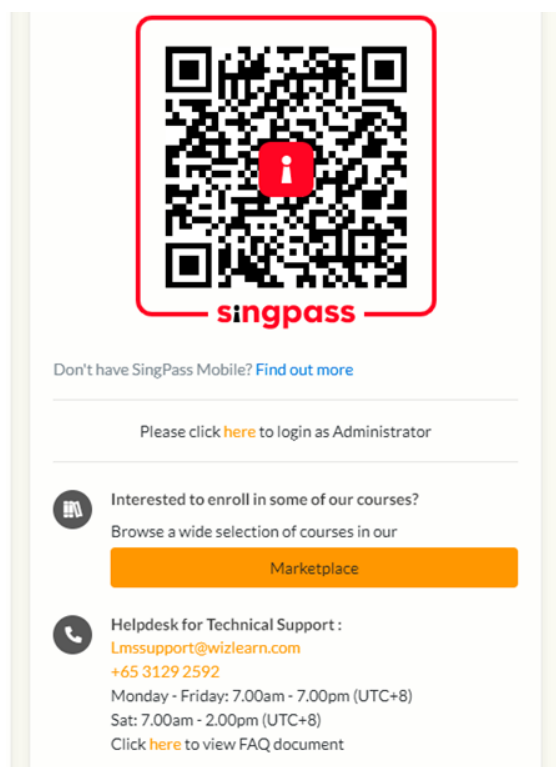 singpass
Don't have SingPass Mobile? Find out more
Please click here to login as Administrator
Interested to enroll in some of our courses?
Browse a wide selection of courses in our
Marketplace
Helpdesk for Technical Support :
Lmssupport@wizlearn.com
+65 3129 2592
Monday - Friday: 7.00am - 7.00pm (UTC+8)
Sat: 7.00am - 2.00pm (UTC+8)
Click here to view FAQ document